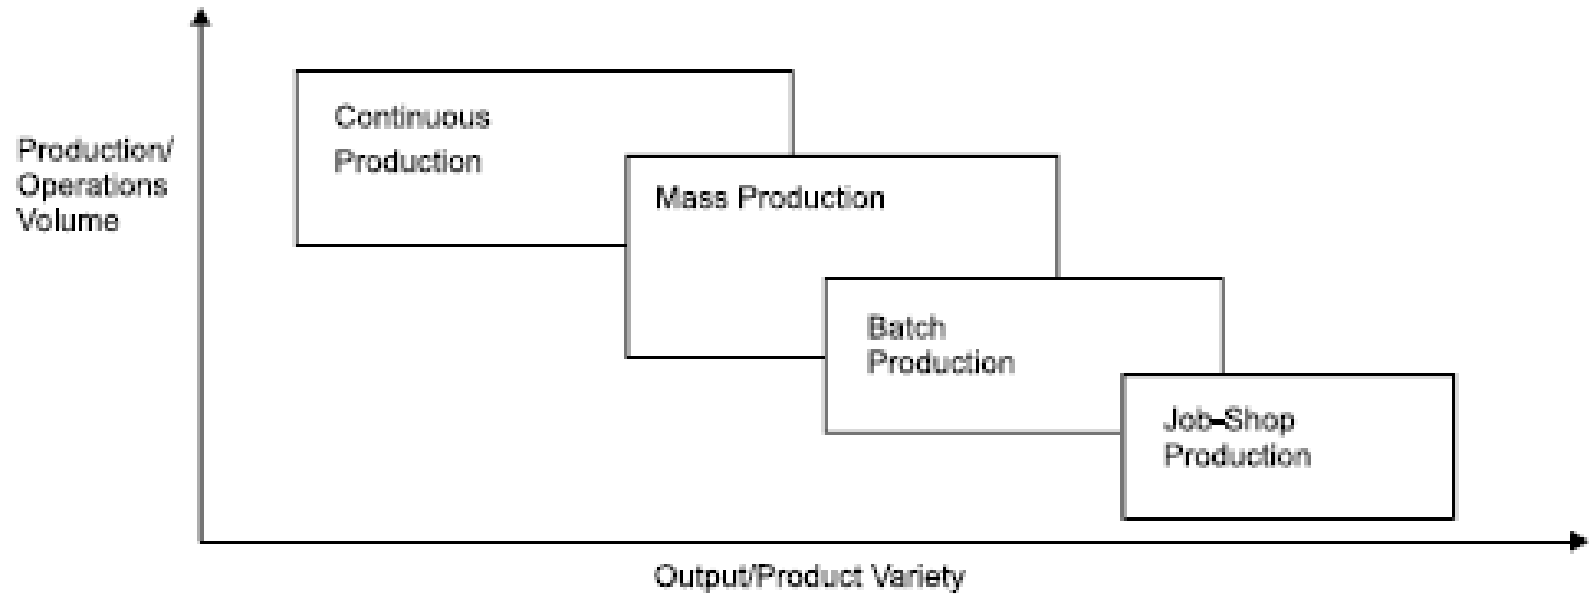 Continuous
Production
Production/
Operations
Volume
Mass Production
Batch
Production
Job-Shop
Production
Output/Product Variety